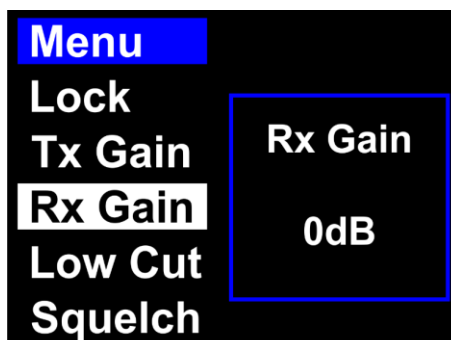 Menu
Lock
Tx Gain
Rx Gain
Low Cut
Squelch
Rx Gain
0dB